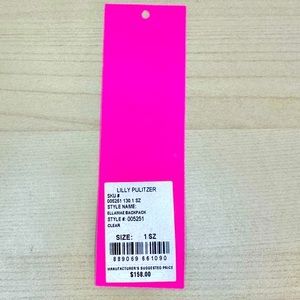 LILLY PULITZER
SKU #
005251 130 1 SZ
STYLE NAME:
ELLARAE BACKPACK
STYLE #: 005251
CLEAR
SIZE: 1 SZ
889069 661090
MANUFACTURER'S SUGGESTED PRICE
$158.00